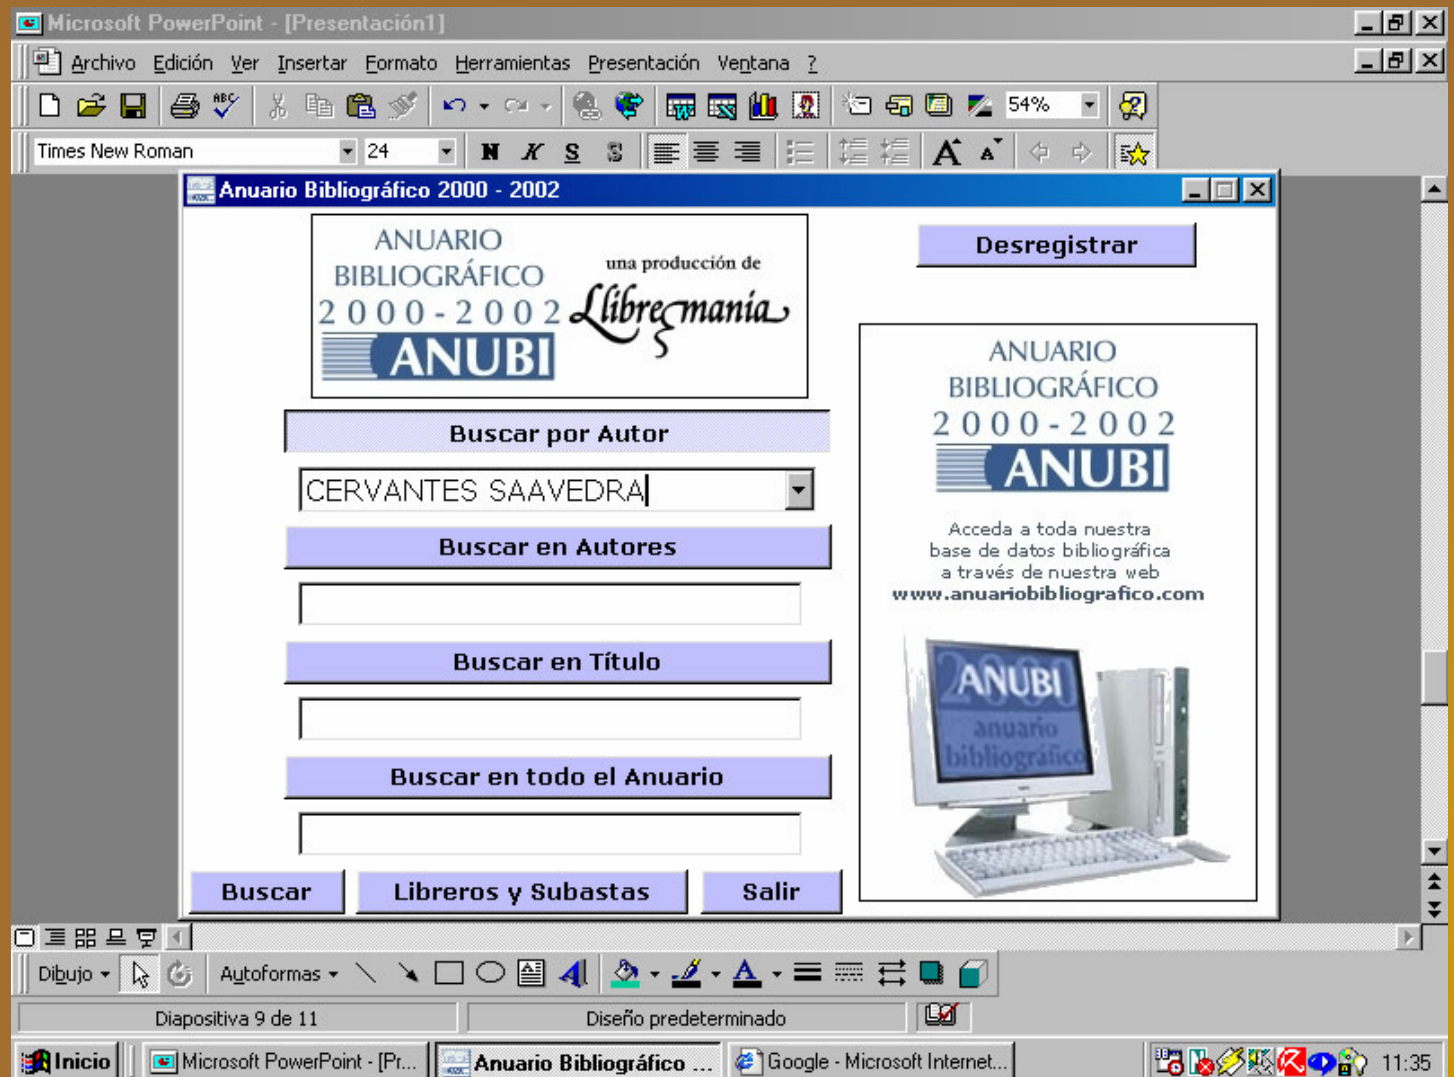 Microsoft PowerPoint - [Presentación1]
Archivo Edición Ver Insertar Formato Herramientas Presentación Ventana ?
ABC
54%
Times New Roman 24 N K S S A A
Anuario Bibliográfico 2000 - 2002
ANUARIO
BIBLIOGRÁFICO
2000-2002
ANUBI
una producción de
Llibremanía
Desregistrar
Buscar por Autor
CERVANTES SAAVEDRA
Buscar en Autores
Buscar en Título
Buscar en todo el Anuario
Buscar Libreros y Subastas Salir
ANUARIO
BIBLIOGRÁFICO
2000-2002
ANUBI
Acceda a toda nuestra
base de datos bibliográfica
a través de nuestra web
www.anuariobibliografico.com
2000
ANUBI
anuario
bibliográfico
Dibujo Autoformas A A
Diapositiva 9 de 11 Diseño predeterminado
Inicio Microsoft PowerPoint - [Pr... Anuario Bibliográfico ... Google - Microsoft Internet... 11:35